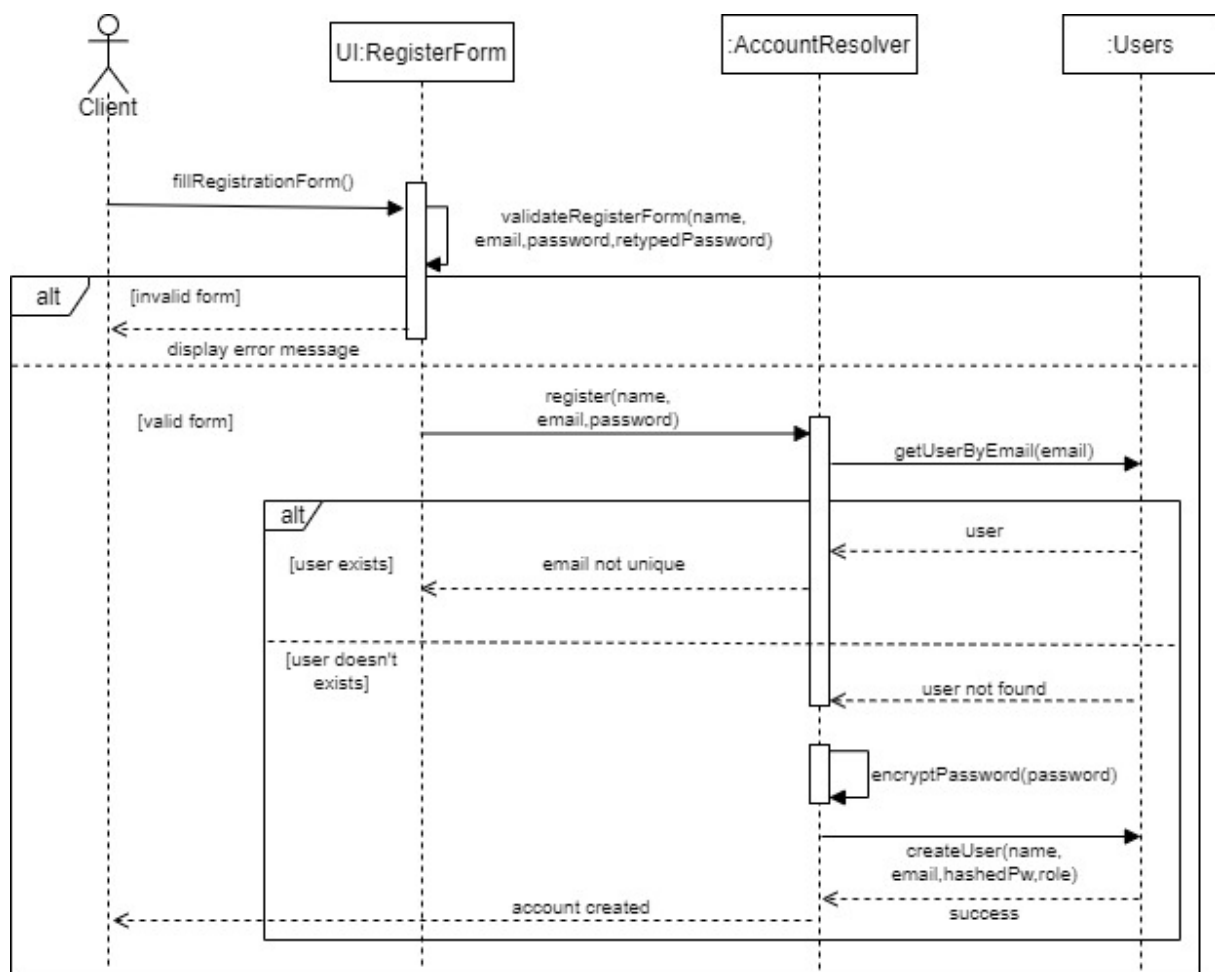 Client
UI:RegisterForm
:AccountResolver
:Users
fillRegistrationForm()
validateRegisterForm(name,
email,password,retypedPassword)
alt
[invalid form]
display error message
[valid form]
register(name,
email,password)
getUserByEmail(email)
alt
user
[user exists]
email not unique
[user doesn't
exists]
user not found
encryptPassword(password)
createUser(name,
email,hashedPw,role)
success
account created